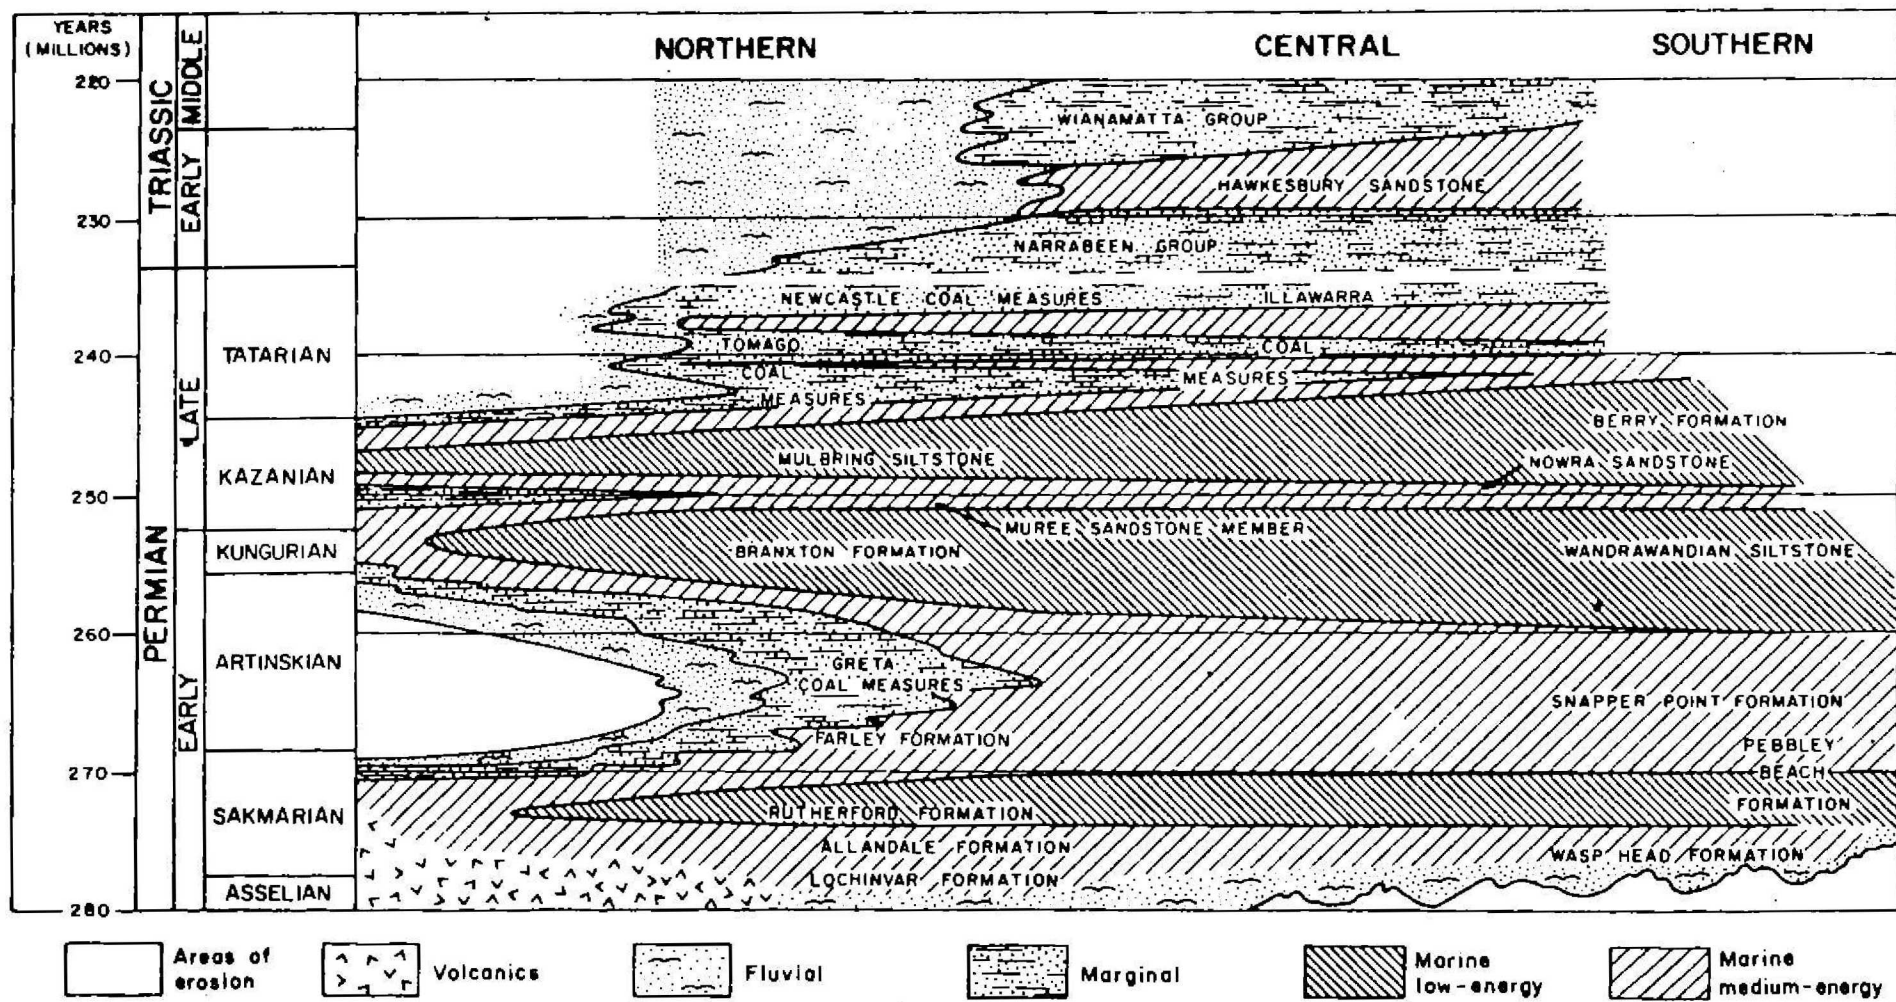 YEARS
(MILLIONS)
NORTHERN
CENTRAL
SOUTHERN
220
230
240
250
260
270
280
TRIASSIC
PERMIAN
MIDDLE
EARLY
LATE
EARLY
TATARIAN
KAZANIAN
KUNGURIAN
ARTINSKIAN
SAKMARIAN
ASSELIAN
WIANAMATTA GROUP
HAWKESBURY SANDSTONE
NARRABEEN GROUP
NEWCASTLE COAL MEASURES
ILLAWARRA
TOMAGO
COAL
COAL
MEASURES
MEASURES
BERRY FORMATION
MULBRING SILTSTONE
NOWRA SANDSTONE
MUREE SANDSTONE MEMBER
BRANXTON FORMATION
WANDRAWANDIAN SILTSTONE
GRETA
COAL MEASURES
SNAPPER POINT FORMATION
FARLEY FORMATION
PEBBLEY
BEACH
FORMATION
RUTHERFORD FORMATION
ALLANDALE FORMATION
WASP HEAD FORMATION
LOCHINVAR FORMATION
Areas of
erosion
Volcanics
Fluvial
Marginal
Marine
low-energy
Marine
medium-energy